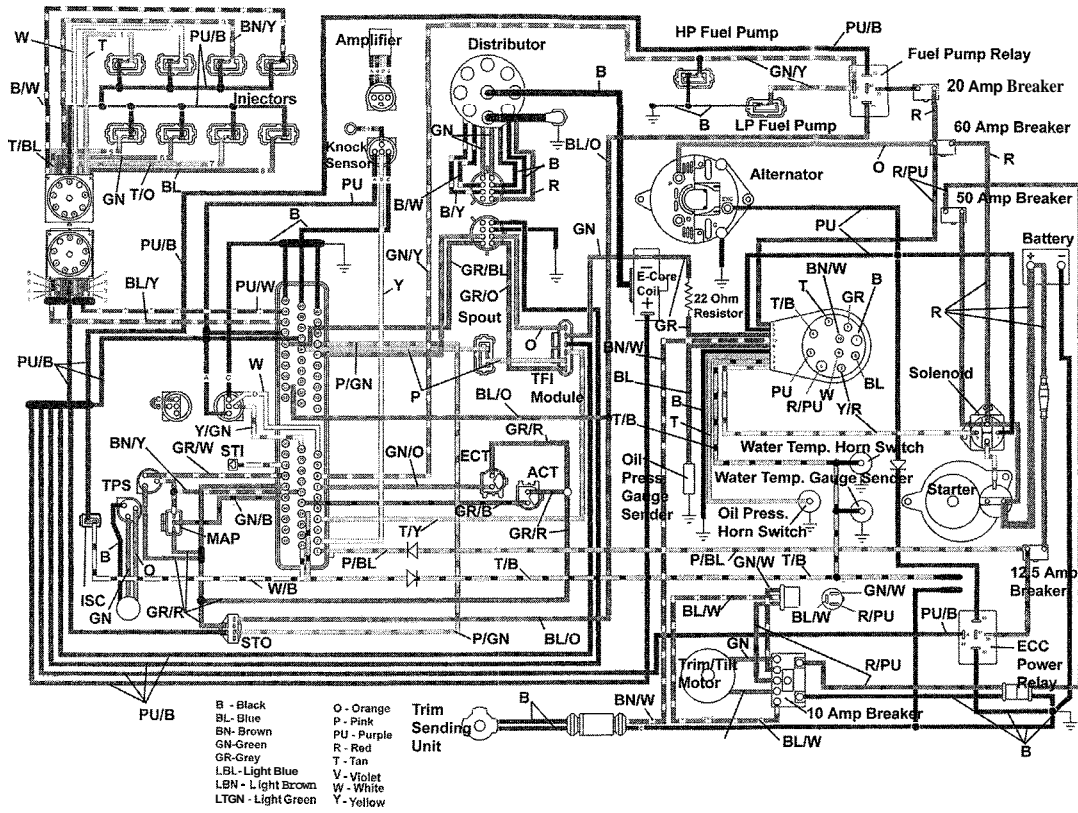 BN/Y
PU/B
W
T
B/W
Injectors
T/BL
GN
T/O
BL
Amplifier
Knock
Sensor
PU
Distributor
GN
B
R
B/W
B/W
B/Y
B
BL/O
HP Fuel Pump
GN/Y
B
LP Fuel Pump
PU/B
Fuel Pump Relay
20 Amp Breaker
R
60 Amp Breaker
O
R
R/PU
50 Amp Breaker
Alternator
Battery
PU
PU/B
BL/Y
PU/W
B
GN/Y
Y
GR/BL
GR/O
Spout
GN
E-Core
Coil
22 Ohm
Resistor
GR
O
TFI
Module
BN/W
T
B
T/B
GR
PU
R/PU
W
Y/R
BL
R
Solenoid
PU/B
W
P/GN
P
BL/O
GR/R
BN/W
BL
B
T
T/B
Y/GN
BN/Y
GR/W
STI
GN/O
ECT
ACT
GR/B
GR/R
Oil
Press.
Gauge
Sender
Water Temp. Horn Switch
Water Temp. Gauge Sender
Oil Press.
Horn Switch
Starter
TPS
GN/B
MAP
B
O
ISC
GN
GR/R
W/B
STO
T/Y
P/BL
T/B
P/GN
BL/O
P/BL
GN/W
T/B
12.5 Amp
Breaker
BL/W
GN/W
BL/W
R/PU
PU/B
ECC
Power
Relay
GN
Trim/Tilt
Motor
R/PU
10 Amp Breaker
BL/W
B
PU/B
B
BN/W
Trim
Sending
Unit
B - Black
BL- Blue
BN- Brown
GN-Green
GR-Grey
LBL-Light Blue
LBN - Light Brown
LTGN - Light Green
O - Orange
P - Pink
PU - Purple
R - Red
T - Tan
V - Violet
W - White
Y - Yellow